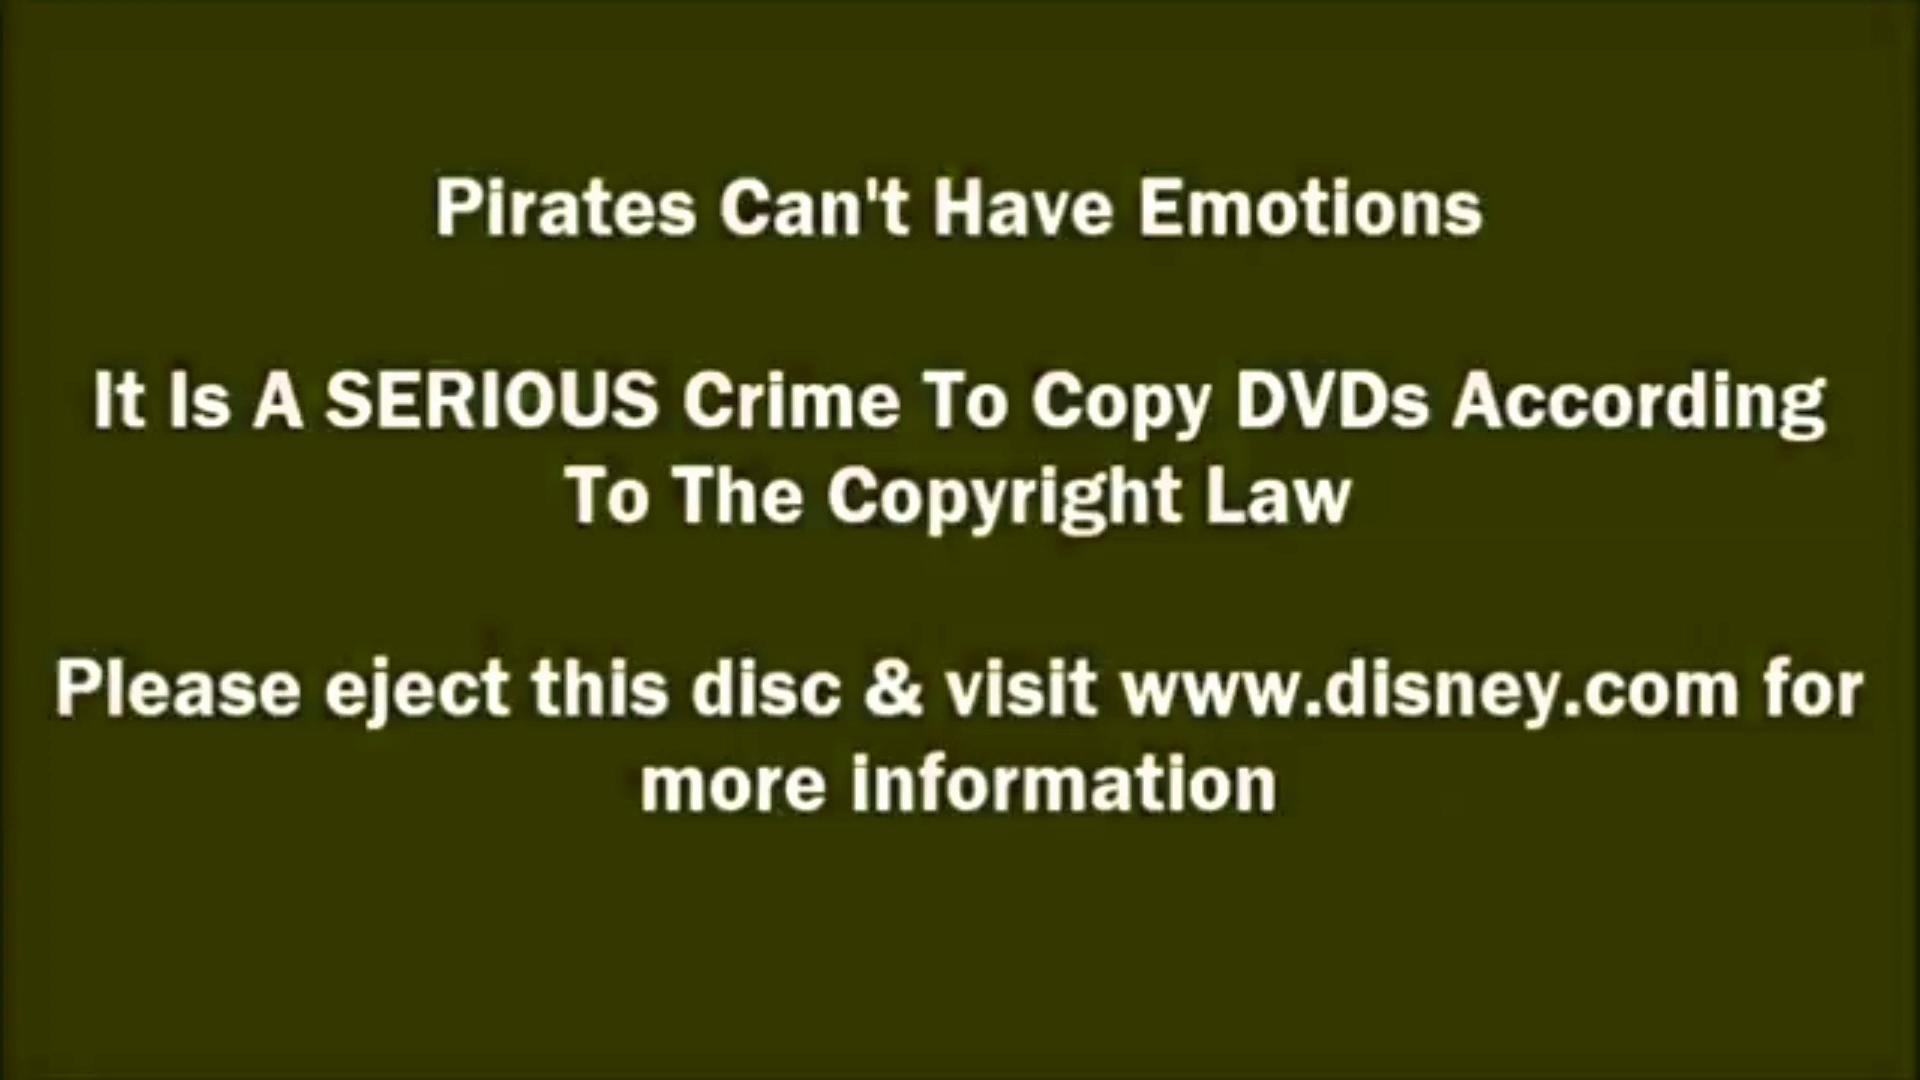 Pirates Can't Have Emotions
It Is A SERIOUS Crime To Copy DVDs According
To The Copyright Law
Please eject this disc & visit www.disney.com for
more information